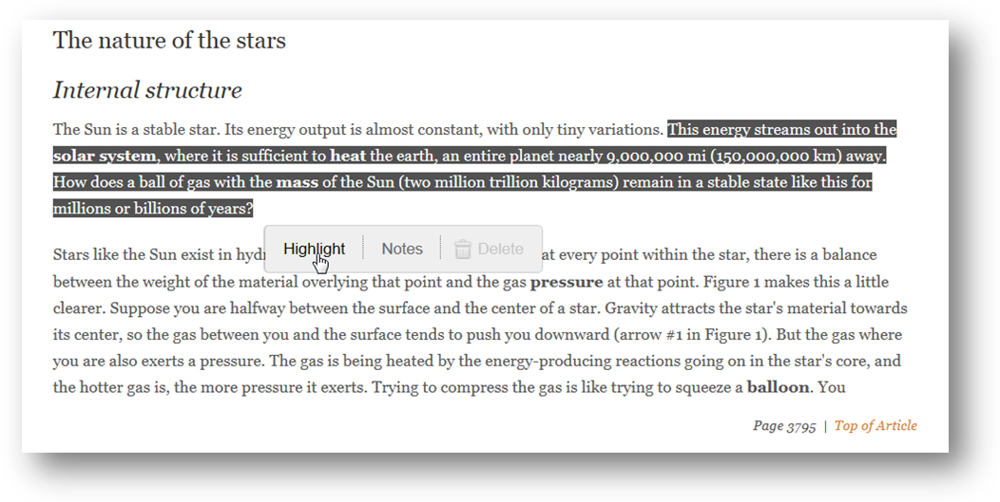 The nature of the stars
Internal structure
The Sun is a stable star. Its energy output is almost constant, with only tiny variations. This energy streams out into the
solar system, where it is sufficient to heat the earth, an entire planet nearly 9,000,000 mi (150,000,000 km) away.
How does a ball of gas with the mass of the Sun (two million trillion kilograms) remain in a stable state like this for
millions or billions of years?
Highlight Notes Delete
Stars like the Sun exist in at every point within the star, there is a balance
between the weight of the material overlying that point and the gas pressure at that point. Figure 1 makes this a little
clearer. Suppose you are halfway between the surface and the center of a star. Gravity attracts the star's material towards
its center, so the gas between you and the surface tends to push you downward (arrow #1 in Figure 1). But the gas where
you are also exerts a pressure. The gas is being heated by the energy-producing reactions going on in the star's core, and
the hotter gas is, the more pressure it exerts. Trying to compress the gas is like trying to squeeze a balloon. You
Page 3795 | Top of Article